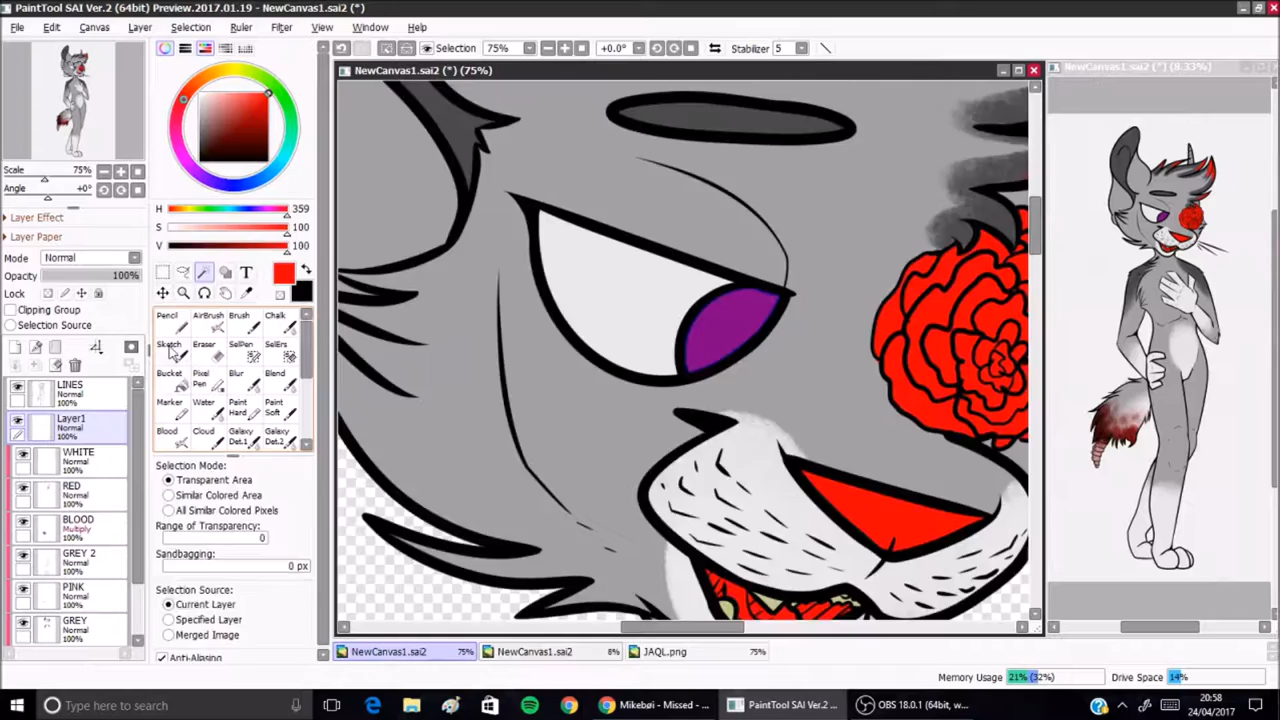 PaintTool SAI Ver.2 (64bit) Preview.2017.01.19 - NewCanvas1.sai2 (*)
File Edit Canvas Layer Selection Ruler Filter View Window Help
Selection 75% +0.0° Stabilizer 5
NewCanvas1.sai2 (*) (75%)
NewCanvas1.sai2 (*) (8.33%)
Scale 75%
Angle +0°
Layer Effect
Layer Paper
Mode Normal
Opacity 100%
Lock
Clipping Group
Selection Source
LINES
Normal
100%
Layer1
Normal
100%
WHITE
Normal
100%
RED
Normal
100%
BLOOD
Multiply
100%
GREY 2
Normal
100%
PINK
Normal
100%
GREY
Normal
100%
H 359
S 100
V 100
T
Pencil AirBrush Brush Chalk
Sketch Eraser SelPen SelErs
Bucket Pixel Pen Blur Blend
Marker Water Paint Hard Paint Soft
Blood Cloud Galaxy Det.1 Galaxy Det.2
Selection Mode:
Transparent Area
Similar Colored Area
All Similar Colored Pixels
Range of Transparency:
0
Sandbagging:
0 px
Selection Source:
Current Layer
Specified Layer
Merged Image
Anti-Aliasing
NewCanvas1.sai2 75% NewCanvas1.sai2 8% JAQL.png 75%
Memory Usage 21% (32%) Drive Space 14%
Type here to search
Mikebøi - Missed - ... PaintTool SAI Ver.2 ... OBS 18.0.1 (64bit, w...
20:58
24/04/2017